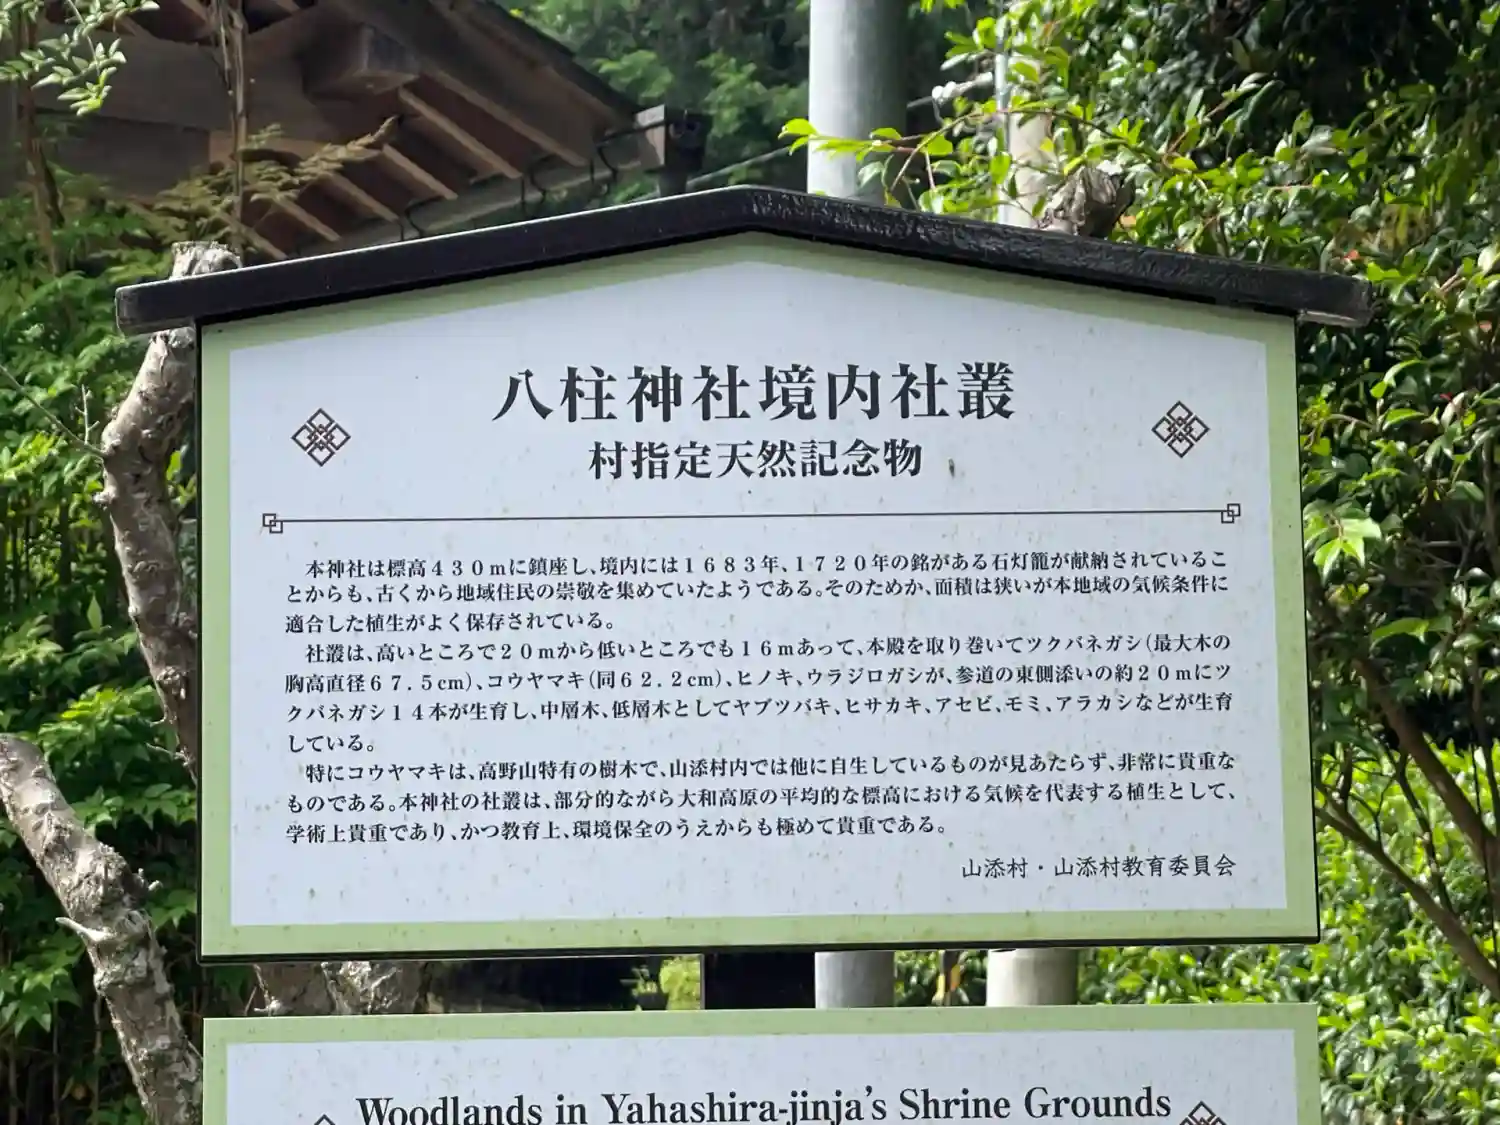 八柱神社境内社叢
村指定天然記念物
本神社は標高４３０ｍに鎮座し、境内には１６８３年、１７２０年の銘がある石灯籠が献納されているこ
とからも、古くから地域住民の崇敬を集めていたようである。そのためか、面積は狭いが本地域の気候条件に
適合した植生がよく保存されている。
社叢は、高いところで２０ｍから低いところでも１６ｍあって、本殿を取り巻いてツクバネガシ（最大木の
胸高直径６７.５cm）、コウヤマキ（同６２.２cm）、ヒノキ、ウラジロガシが、参道の東側添いの約２０ｍにツ
クバネガシ１４本が生育し、中層木、低層木としてヤブツバキ、ヒサカキ、アセビ、モミ、アラカシなどが生育
している。
特にコウヤマキは、高野山特有の樹木で、山添村内では他に自生しているものが見あたらず、非常に貴重な
ものである。本神社の社叢は、部分的ながら大和高原の平均的な標高における気候を代表する植生として、
学術上貴重であり、かつ教育上、環境保全のうえからも極めて貴重である。
山添村・山添村教育委員会
Woodlands in Yahashira-jinja's Shrine Grounds